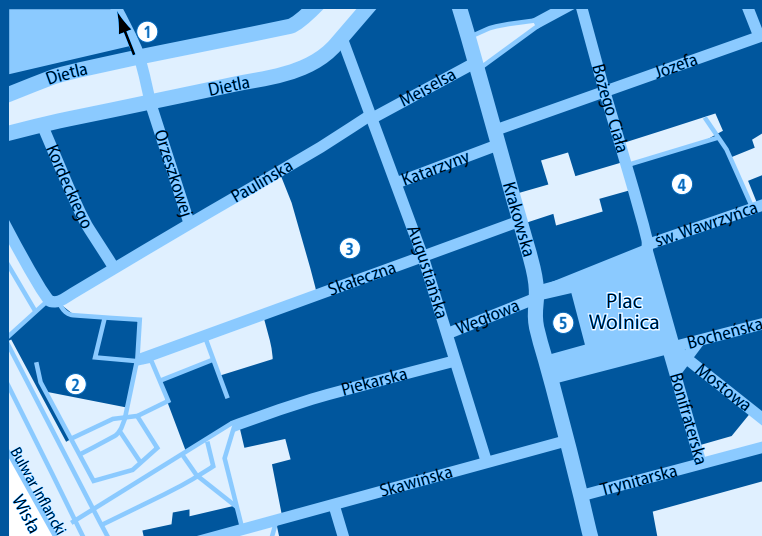 1
Dietla
Dietla
Meiselsa
Józefa
Bożego Ciała
Kordeckiego
Orzeszkowej
Paulińska
Katarzyny
Krakowska
4
3
Augustiańska
Skałeczna
św. Wawrzyńca
Węgłowa
5
Plac
Wolnica
Bocheńska
2
Piekarska
Mostowa
Bonifraterska
Bulwar Inflancki
Wisła
Skawińska
Trynitarska